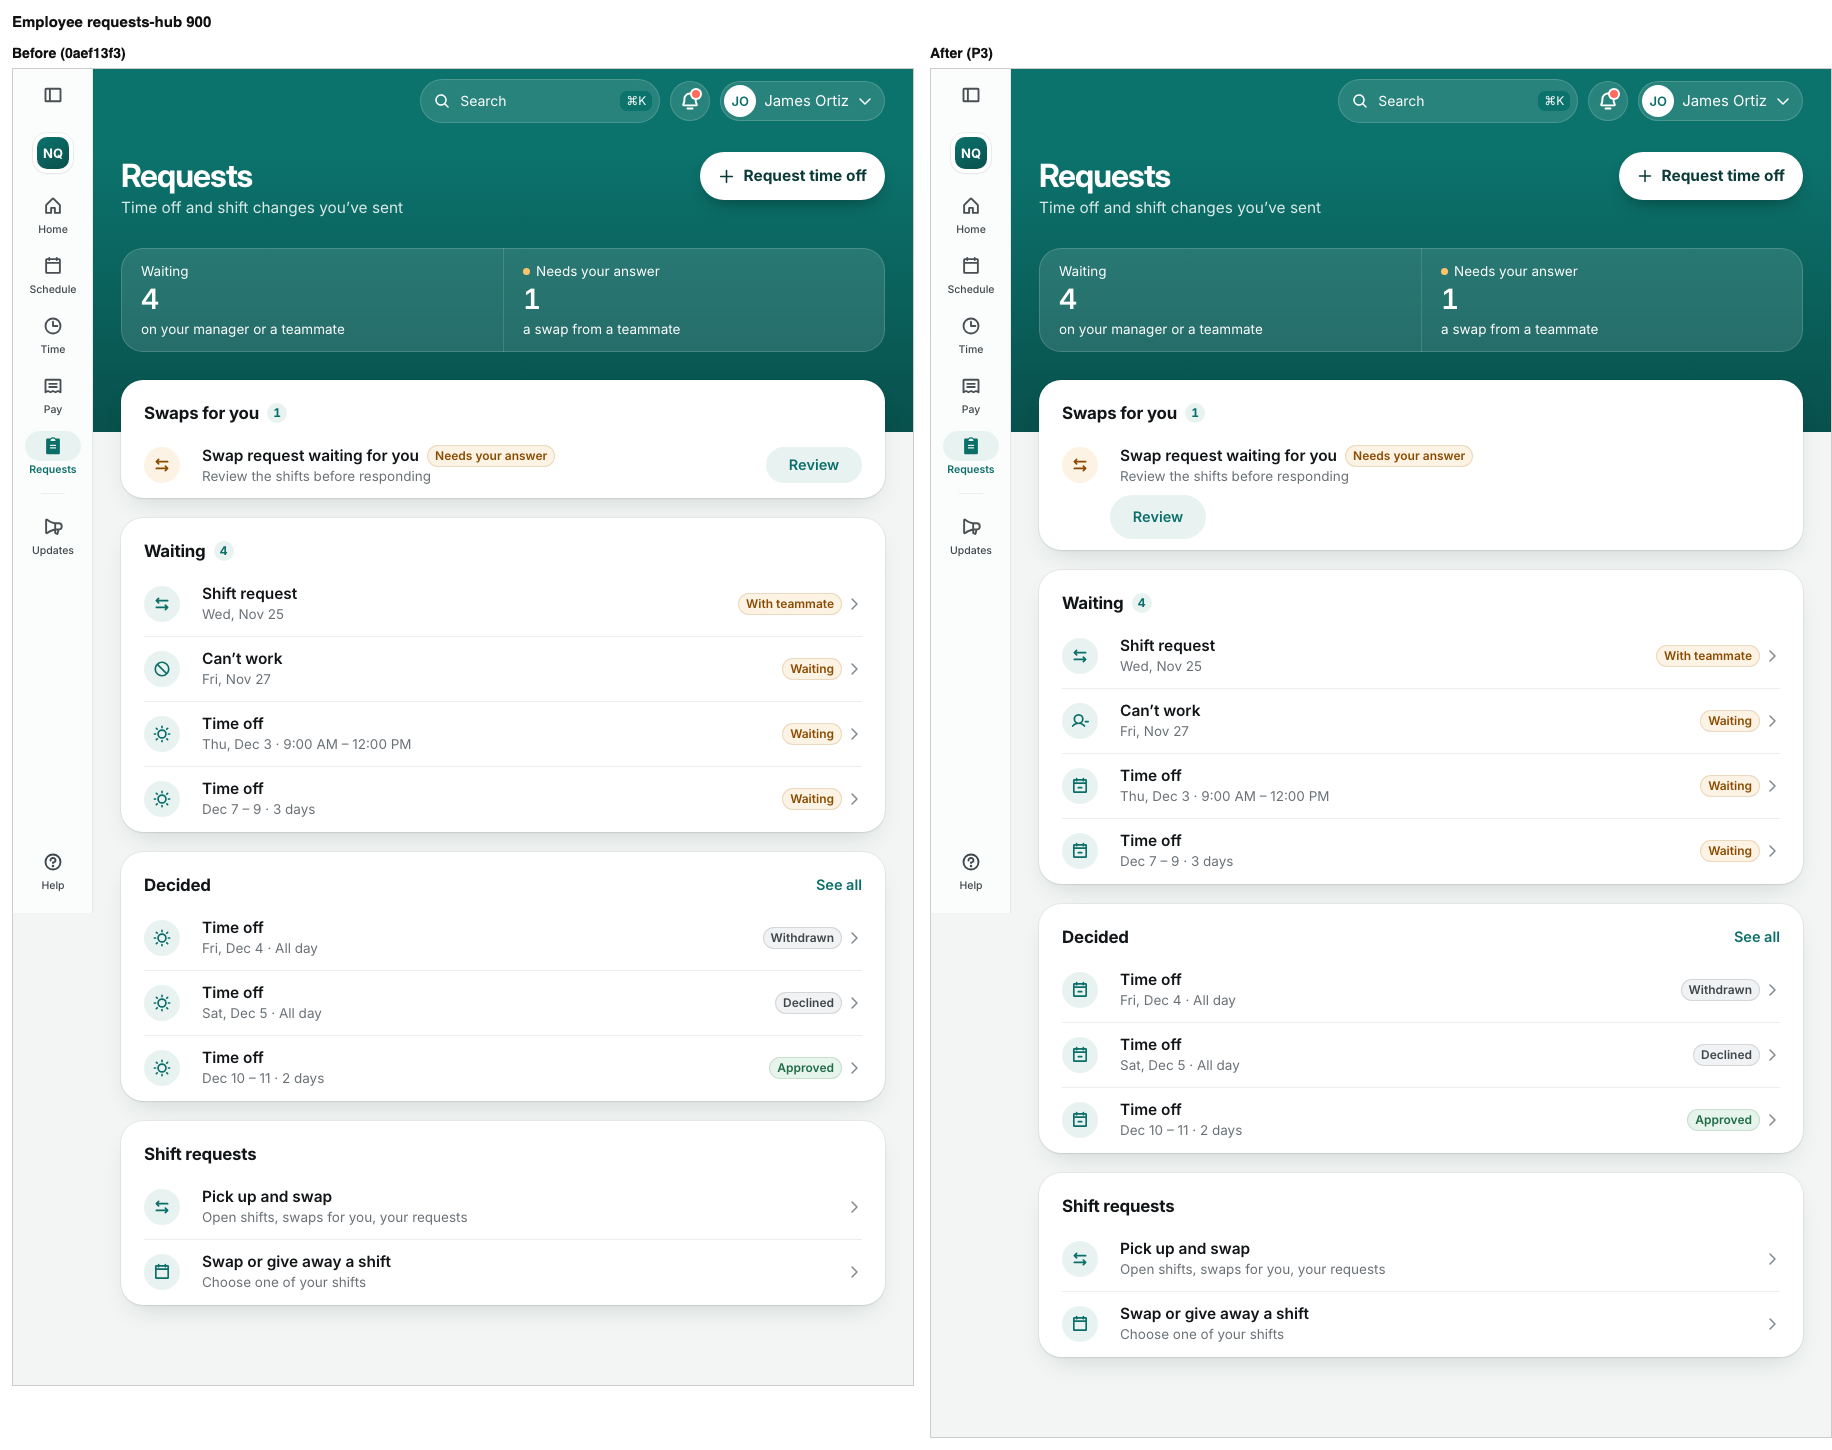 Employee requests-hub 900
Before (0aef13f3)
Search
⌘K
JO
James Ortiz
NQ
Home
Schedule
Time
Pay
Requests
Updates
Help
Requests
Time off and shift changes you’ve sent
+ Request time off
Waiting
4
on your manager or a teammate
Needs your answer
1
a swap from a teammate
Swaps for you 1
Swap request waiting for you Needs your answer
Review the shifts before responding
Review
Waiting 4
Shift request
Wed, Nov 25
With teammate
Can’t work
Fri, Nov 27
Waiting
Time off
Thu, Dec 3 · 9:00 AM – 12:00 PM
Waiting
Time off
Dec 7 – 9 · 3 days
Waiting
Decided
See all
Time off
Fri, Dec 4 · All day
Withdrawn
Time off
Sat, Dec 5 · All day
Declined
Time off
Dec 10 – 11 · 2 days
Approved
Shift requests
Pick up and swap
Open shifts, swaps for you, your requests
Swap or give away a shift
Choose one of your shifts
After (P3)
Search
⌘K
JO
James Ortiz
NQ
Home
Schedule
Time
Pay
Requests
Updates
Help
Requests
Time off and shift changes you’ve sent
+ Request time off
Waiting
4
on your manager or a teammate
Needs your answer
1
a swap from a teammate
Swaps for you 1
Swap request waiting for you Needs your answer
Review the shifts before responding
Review
Waiting 4
Shift request
Wed, Nov 25
With teammate
Can’t work
Fri, Nov 27
Waiting
Time off
Thu, Dec 3 · 9:00 AM – 12:00 PM
Waiting
Time off
Dec 7 – 9 · 3 days
Waiting
Decided
See all
Time off
Fri, Dec 4 · All day
Withdrawn
Time off
Sat, Dec 5 · All day
Declined
Time off
Dec 10 – 11 · 2 days
Approved
Shift requests
Pick up and swap
Open shifts, swaps for you, your requests
Swap or give away a shift
Choose one of your shifts